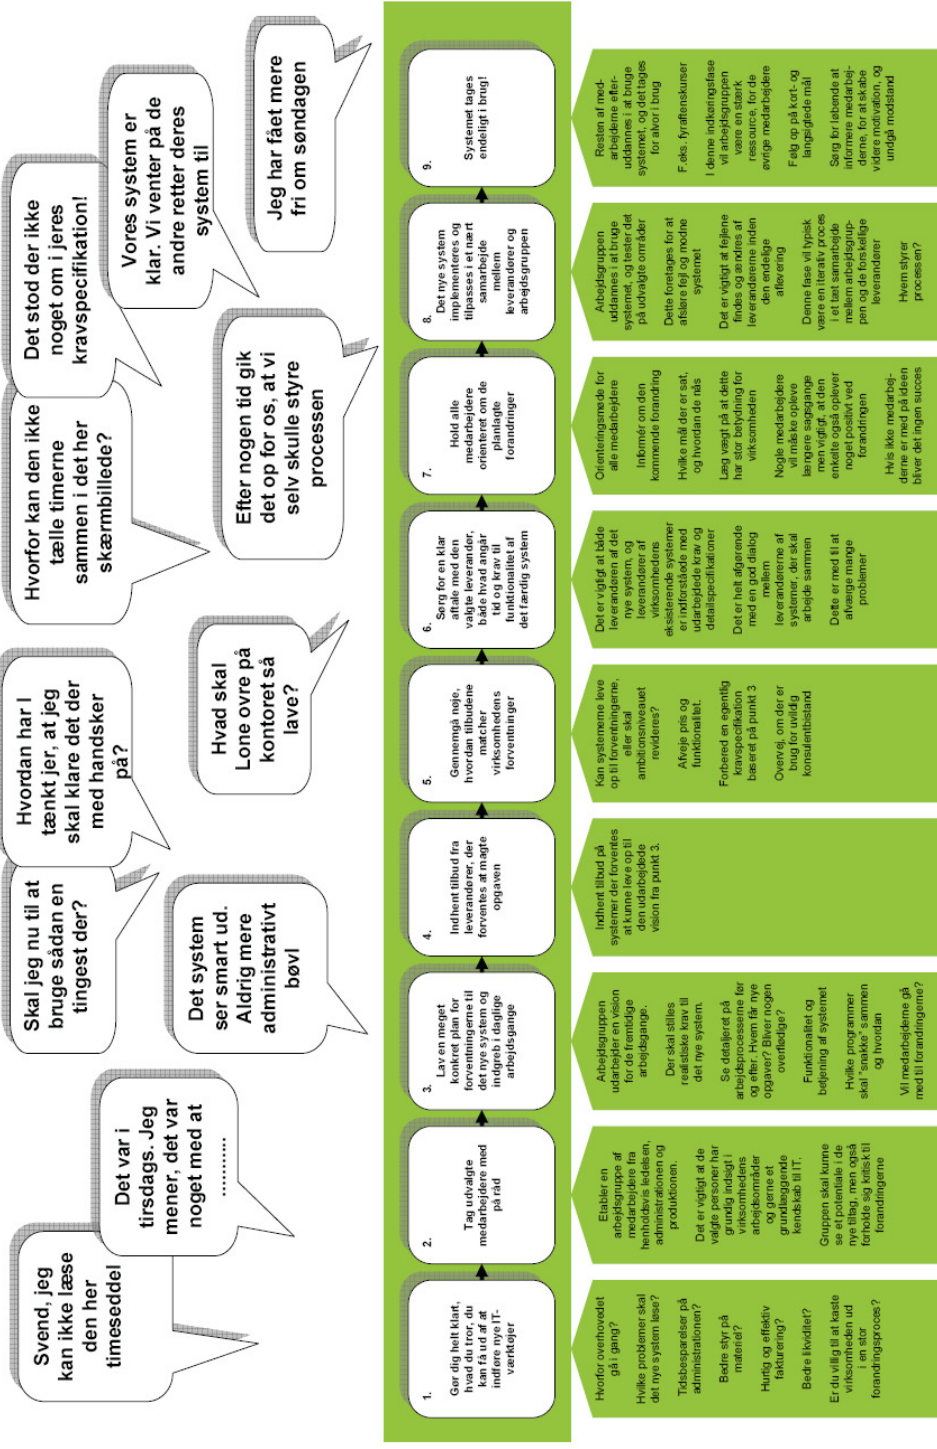 Svend, jeg
kan ikke læse
den her
timeseddel
Det var i
tirsdags. Jeg
mener, det var
noget med at
...........
Skal jeg nu til at
bruge sådan en
tingest der?
Hvordan har I
tænkt jer, at jeg
skal klare det der
med handsker
på?
Det system
ser smart ud.
Aldrig mere
administrativt
bøvl
Hvad skal
Lone ovre på
kontoret så
lave?
Hvorfor kan den ikke
tælle timerne
sammen i det her
skærmbillede?
Det stod der ikke
noget om i jeres
kravspecifikation!
Efter nogen tid gik
det op for os, at vi
selv skulle styre
processen
Vores system er
klar. Vi venter på de
andre retter deres
system til
Jeg har fået mere
fri om søndagen
1.
Gør dig helt klart,
hvad du tror, du
kan få ud af at
indføre nye IT-
værktøjer
2.
Tag udvalgte
medarbejdere med
på råd
3.
Lav en meget
konkret plan for
forventningerne til
det nye system og
indgreb i daglige
arbejdsgange
4.
Indhent tilbud fra
leverandører, der
forventes at magte
opgaven
5.
Gennemgå nøje,
hvordan tilbudene
matcher
virksomhedens
forventninger
6.
Sørg for en klar
aftale med den
valgte leverandør,
både hvad angår
tid og krav til
funktionalitet af
det færdig system
7.
Hold alle
medarbejdere
orienteret om de
planlagte
forandringer
8.
Det nye system
implementeres og
tilpasses i et nært
samarbejde
mellem
leverandører og
arbejdsgruppen
9.
Systemet tages
endeligt i brug!
Hvorfor overhovedet
gå i gang?
Hvilke problemer skal
det nye system løse?
Tidsbesparelser på
administrationen?
Bedre styr på
materiel?
Hurtig og effektiv
fakturering?
Bedre likviditet?
Er du villig til at kaste
virksomheden ud
i en stor
forandringsproces?
Etabler en
arbejdsgruppe af
medarbejdere fra
henholdsvis ledelsen,
administrationen og
produktionen.
Det er vigtigt at de
valgte personer har
grundig indsigt i
virksomhedens
arbejdsområder
og gerne et
grundlæggende
kendskab til IT.
Gruppen skal kunne
se et potentiale i de
nye tiltag, men også
forholde sig kritisk til
forandringerne
Arbejdsgruppen
udarbejder en vision
for de fremtidige
arbejdsgange.
Der skal stilles
realistiske krav til
det nye system.
Se detaljeret på
arbejdsprocesserne før
og efter. Hvem får nye
opgaver? Bliver nogen
overflødige?
Funktionalitet og
betjening af systemet
Hvilke programmer
skal "snakke" sammen
og hvordan
Vil medarbejderne gå
med til forandringerne?
Indhent tilbud på
systemer der forventes
at kunne leve op til
den udarbejdede
vision fra punkt 3.
Kan systemerne leve
op til forventningerne,
eller skal
ambitionsniveauet
revideres?
Afveje pris og
funktionalitet.
Forbered en egentlig
kravspecifikation
baseret på punkt 3
Overvej, om der er
brug for uvildig
konsulentbistand
Det er vigtigt at både
leverandøren af det
nye system, og
leverandører af
virksomhedens
eksisterende systemer
er indforståede med
udarbejdede krav og
detailspecifikationer
Det er helt afgørende
med en god dialog
mellem
leverandørerne af
systemer, der skal
arbejde sammen
Dette er med til at
afværge mange
problemer
Orienteringsmøde for
alle medarbejdere
Informér om den
kommende forandring
Hvilke mål der er sat,
og hvordan de nås
Læg vægt på at dette
har stor betydning for
virksomheden
Nogle medarbejdere
vil måske opleve
længere sagsgange
men vigtigt, at den
enkelte også oplever
noget positivt ved
forandringen
Hvis ikke medarbej-
derne er med på ideen
bliver det ingen succes
Arbejdsgruppen
uddannes i at bruge
systemet, og tester det
på udvalgte områder
Dette foretages for at
afsløre fejl og modne
systemet
Det er vigtigt at fejlene
findes og ændres af
leverandørerne inden
den endelige
aflevering
Denne fase vil typisk
være en iterativ proces
i et tæt samarbejde
mellem arbejdsgrup-
pen og de forskellige
leverandører
Hvem styrer
processen?
Resten af med-
arbejderne efter-
uddannes i at bruge
systemet, og det tages
for alvor i brug
F.eks. fyraftenskurser
I denne indkøringsfase
vil arbejdsgruppen
være en stærk
ressource, for de
øvrige medarbejdere
Følg op på kort- og
langsigtede mål
Sørg for løbende at
informere medarbej-
derne, for at skabe
videre motivation, og
undgå modstand